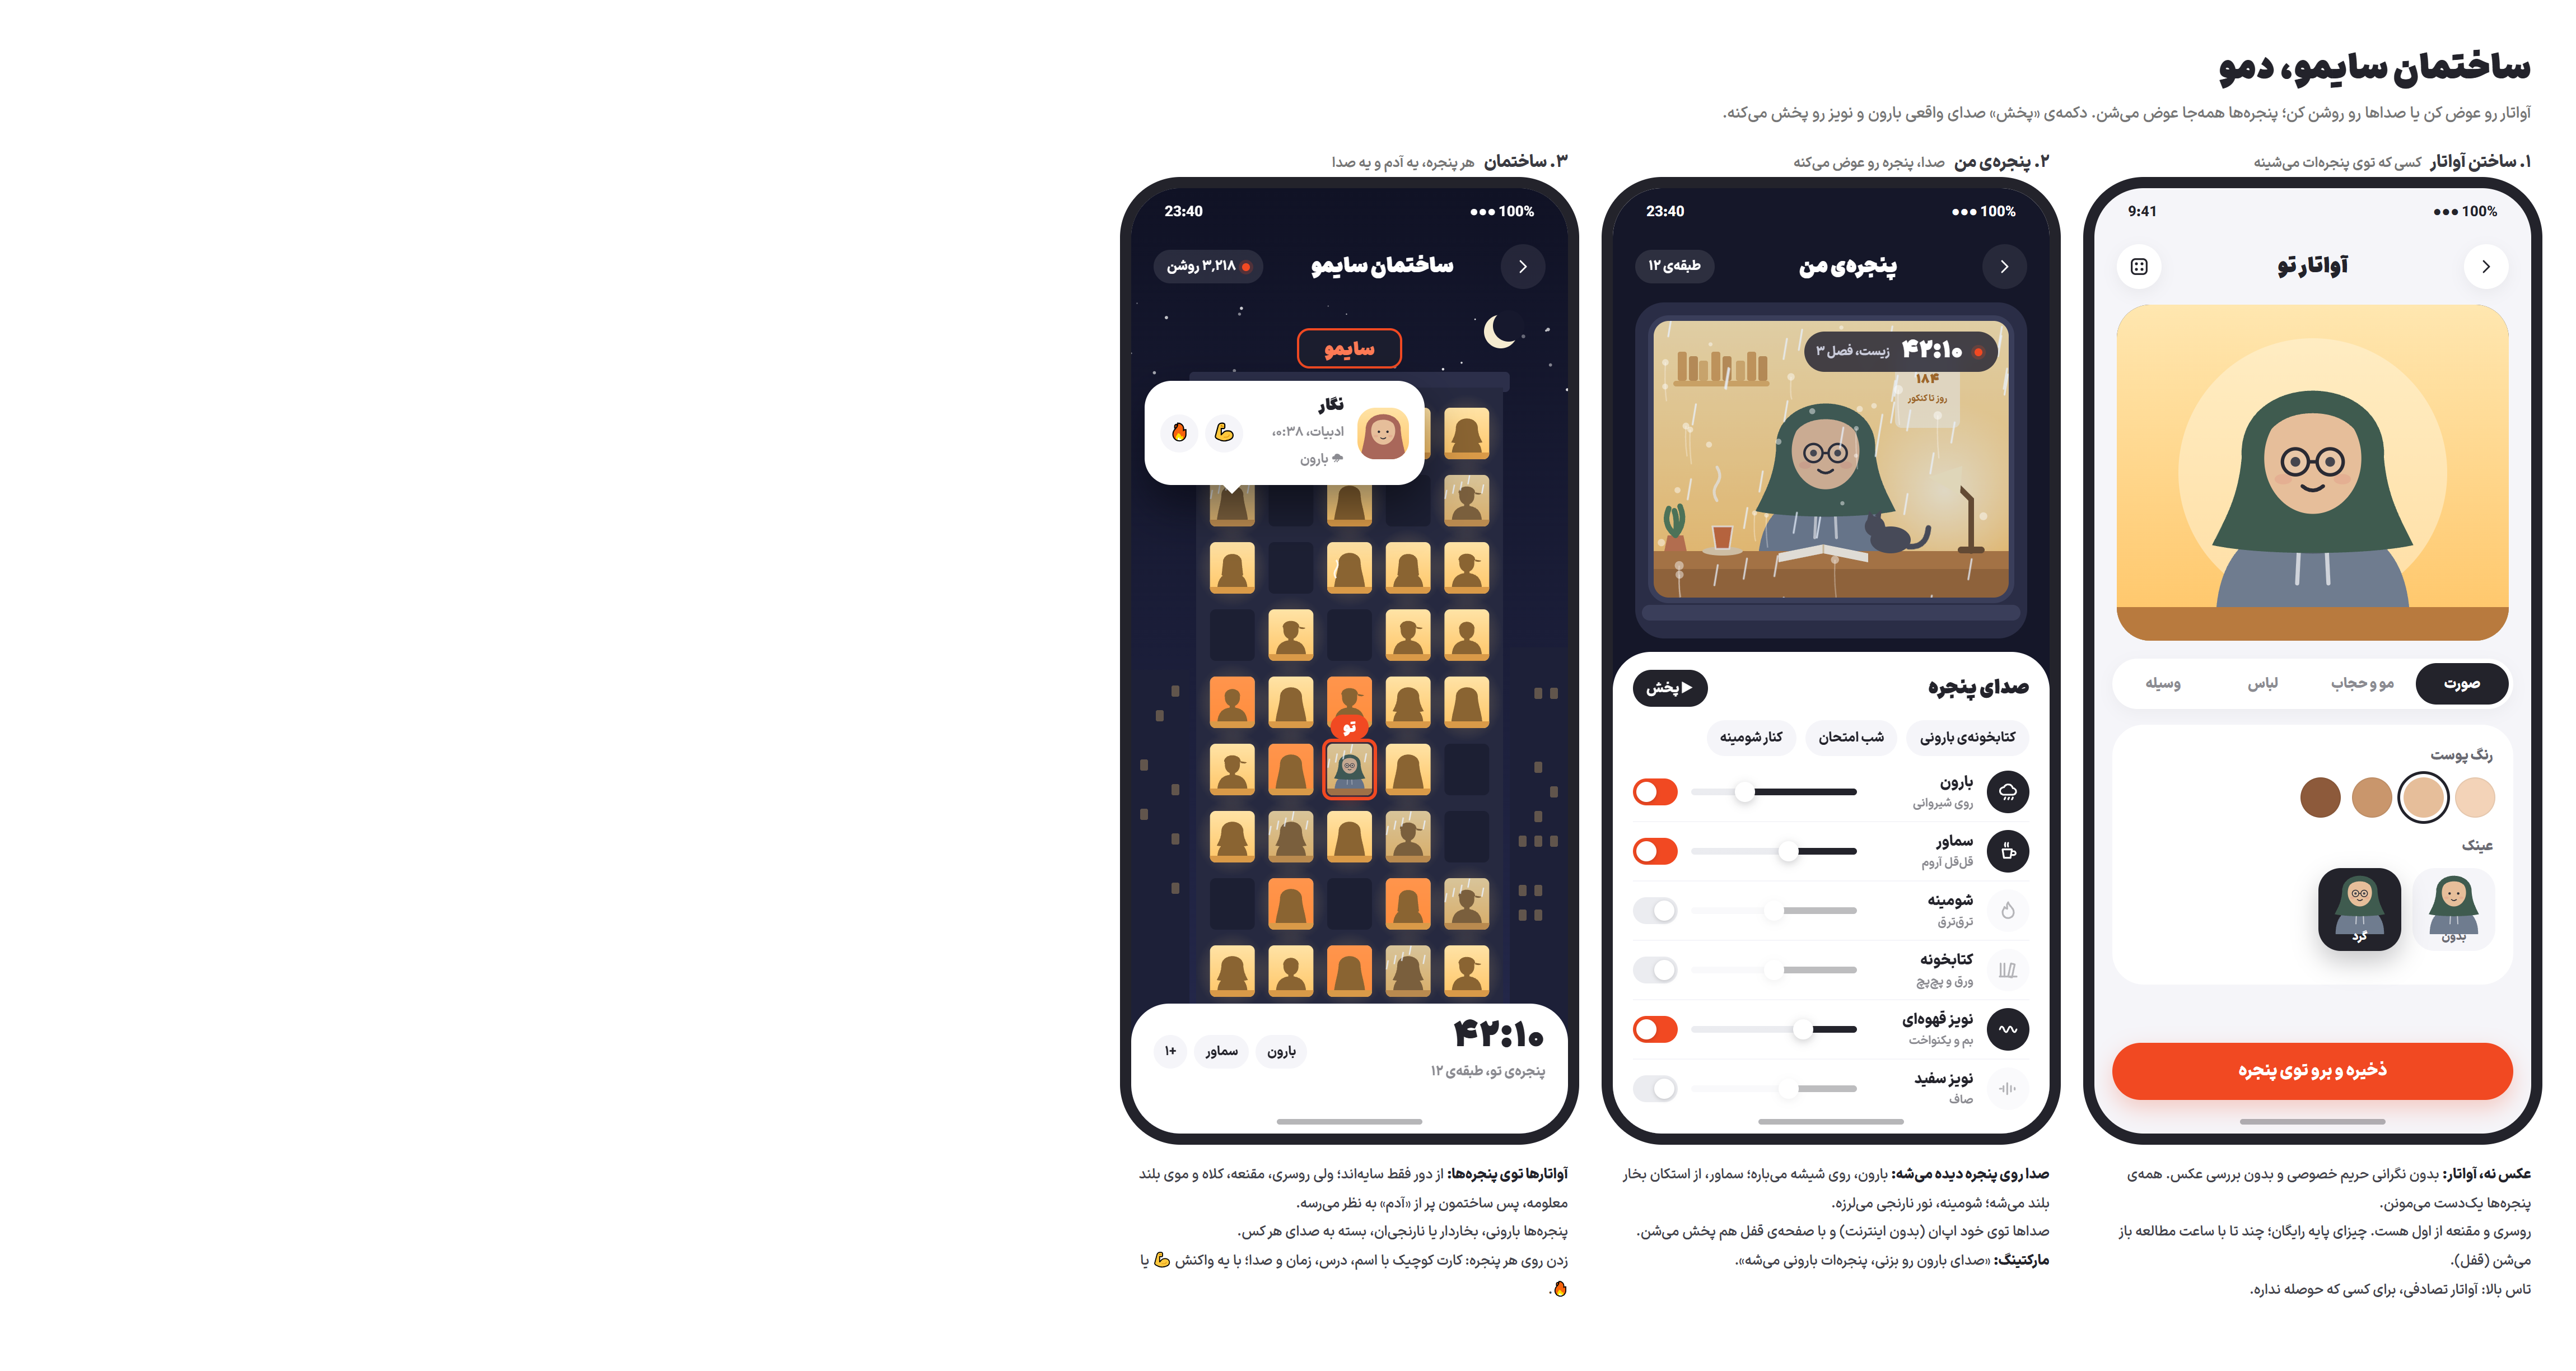 ساختمان سایمو، دمو
آواتار رو عوض کن یا صداها رو روشن کن؛ پنجره‌ها همه‌جا عوض می‌شن. دکمه‌ی «پخش» صدای واقعی بارون و نویز رو پخش می‌کنه.
۱. ساختن آواتار کسی که توی پنجره‌ات می‌شینه
9:41
●●● 100%
آواتار تو
صورت
مو و حجاب
لباس
وسیله
رنگ پوست
عینک
بدون
گرد
ذخیره و برو توی پنجره
عکس نه، آواتار: بدون نگرانی حریم خصوصی و بدون بررسی عکس. همه‌ی
پنجره‌ها یک‌دست می‌مونن.
روسری و مقنعه از اول هست. چیزای پایه رایگان؛ چند تا با ساعت مطالعه باز
می‌شن (قفل).
تاس بالا: آواتار تصادفی، برای کسی که حوصله نداره.
۲. پنجره‌ی من صدا، پنجره رو عوض می‌کنه
23:40
●●● 100%
پنجره‌ی من
طبقه‌ی ۱۲
۴۲:۱۰ زیست، فصل ۳
۱۸۴
روز تا کنکور
صدای پنجره
پخش
کتابخونه‌ی بارونی
شب امتحان
کنار شومینه
بارون
روی شیروانی
سماور
قل‌قل آروم
شومینه
ترق‌ترق
کتابخونه
ورق و پچ‌پچ
نویز قهوه‌ای
بم و یکنواخت
نویز سفید
صاف
صدا روی پنجره دیده می‌شه: بارون، روی شیشه می‌باره؛ سماور، از استکان بخار
بلند می‌شه؛ شومینه، نور نارنجی می‌لرزه.
صداها توی خود اپ‌ان (بدون اینترنت) و با صفحه‌ی قفل هم پخش می‌شن.
مارکتینگ: «صدای بارون رو بزنی، پنجره‌ات بارونی می‌شه».
۳. ساختمان هر پنجره، یه آدم و یه صدا
23:40
●●● 100%
ساختمان سایمو
۳,۲۱۸ روشن
سایمو
نگار
ادبیات، ۰:۳۸،
🌧 بارون
💪
🔥
تو
۴۲:۱۰
پنجره‌ی تو، طبقه‌ی ۱۲
بارون
سماور
+۱
آواتارها توی پنجره‌ها: از دور فقط سایه‌اند؛ ولی روسری، مقنعه، کلاه و موی بلند
معلومه، پس ساختمون پر از «آدم» به نظر می‌رسه.
پنجره‌ها بارونی، بخاردار یا نارنجی‌ان، بسته به صدای هر کس.
زدن روی هر پنجره: کارت کوچیک با اسم، درس، زمان و صدا؛ با یه واکنش 💪 یا
🔥.